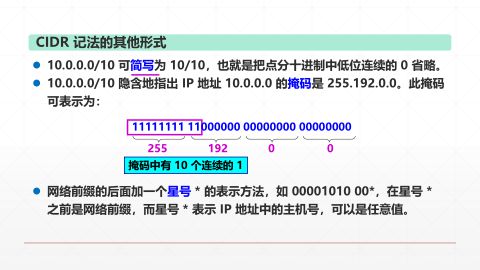 CIDR 记法的其他形式
10.0.0.0/10 可简写为 10/10，也就是把点分十进制中低位连续的 0 省略。
10.0.0.0/10 隐含地指出 IP 地址 10.0.0.0 的掩码是 255.192.0.0。此掩码
可表示为：
11111111 11000000 00000000 00000000
255 192 0 0
掩码中有 10 个连续的 1
网络前缀的后面加一个星号 * 的表示方法，如 00001010 00*，在星号 *
之前是网络前缀，而星号 * 表示 IP 地址中的主机号，可以是任意值。